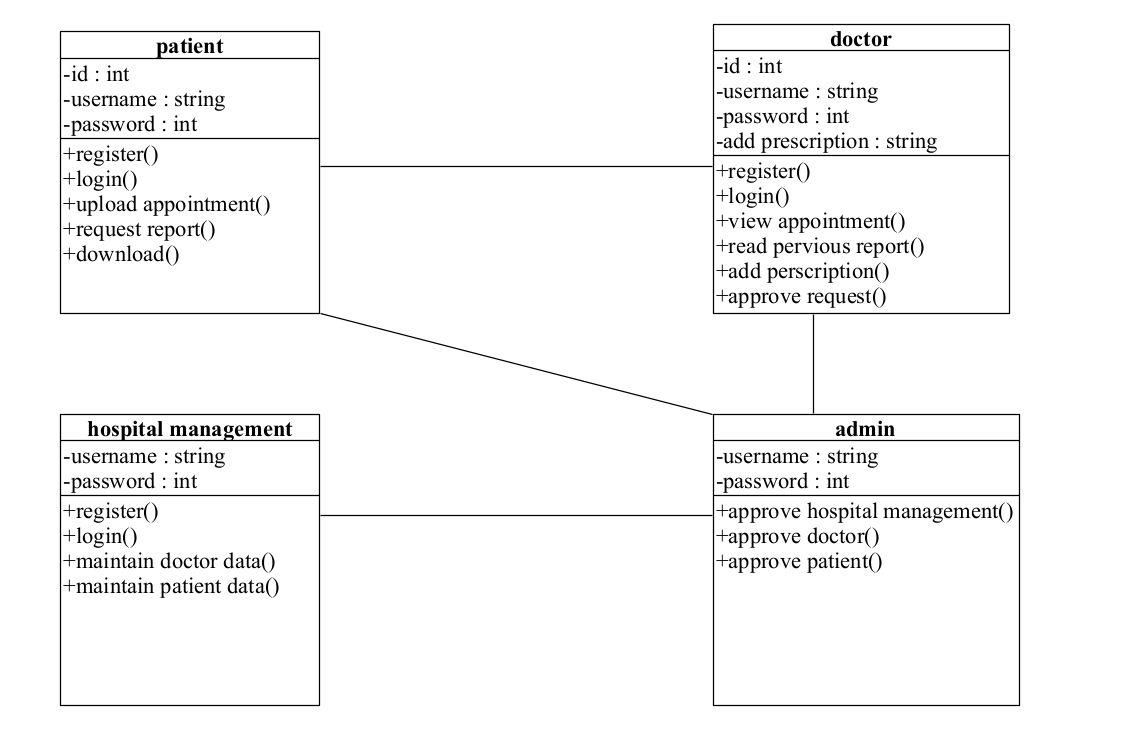 patient
-id : int
-username : string
-password : int
+register()
+login()
+upload appointment()
+request report()
+download()
doctor
-id : int
-username : string
-password : int
-add prescription : string
+register()
+login()
+view appointment()
+read pervious report()
+add perscription()
+approve request()
hospital management
-username : string
-password : int
+register()
+login()
+maintain doctor data()
+maintain patient data()
admin
-username : string
-password : int
+approve hospital management()
+approve doctor()
+approve patient()